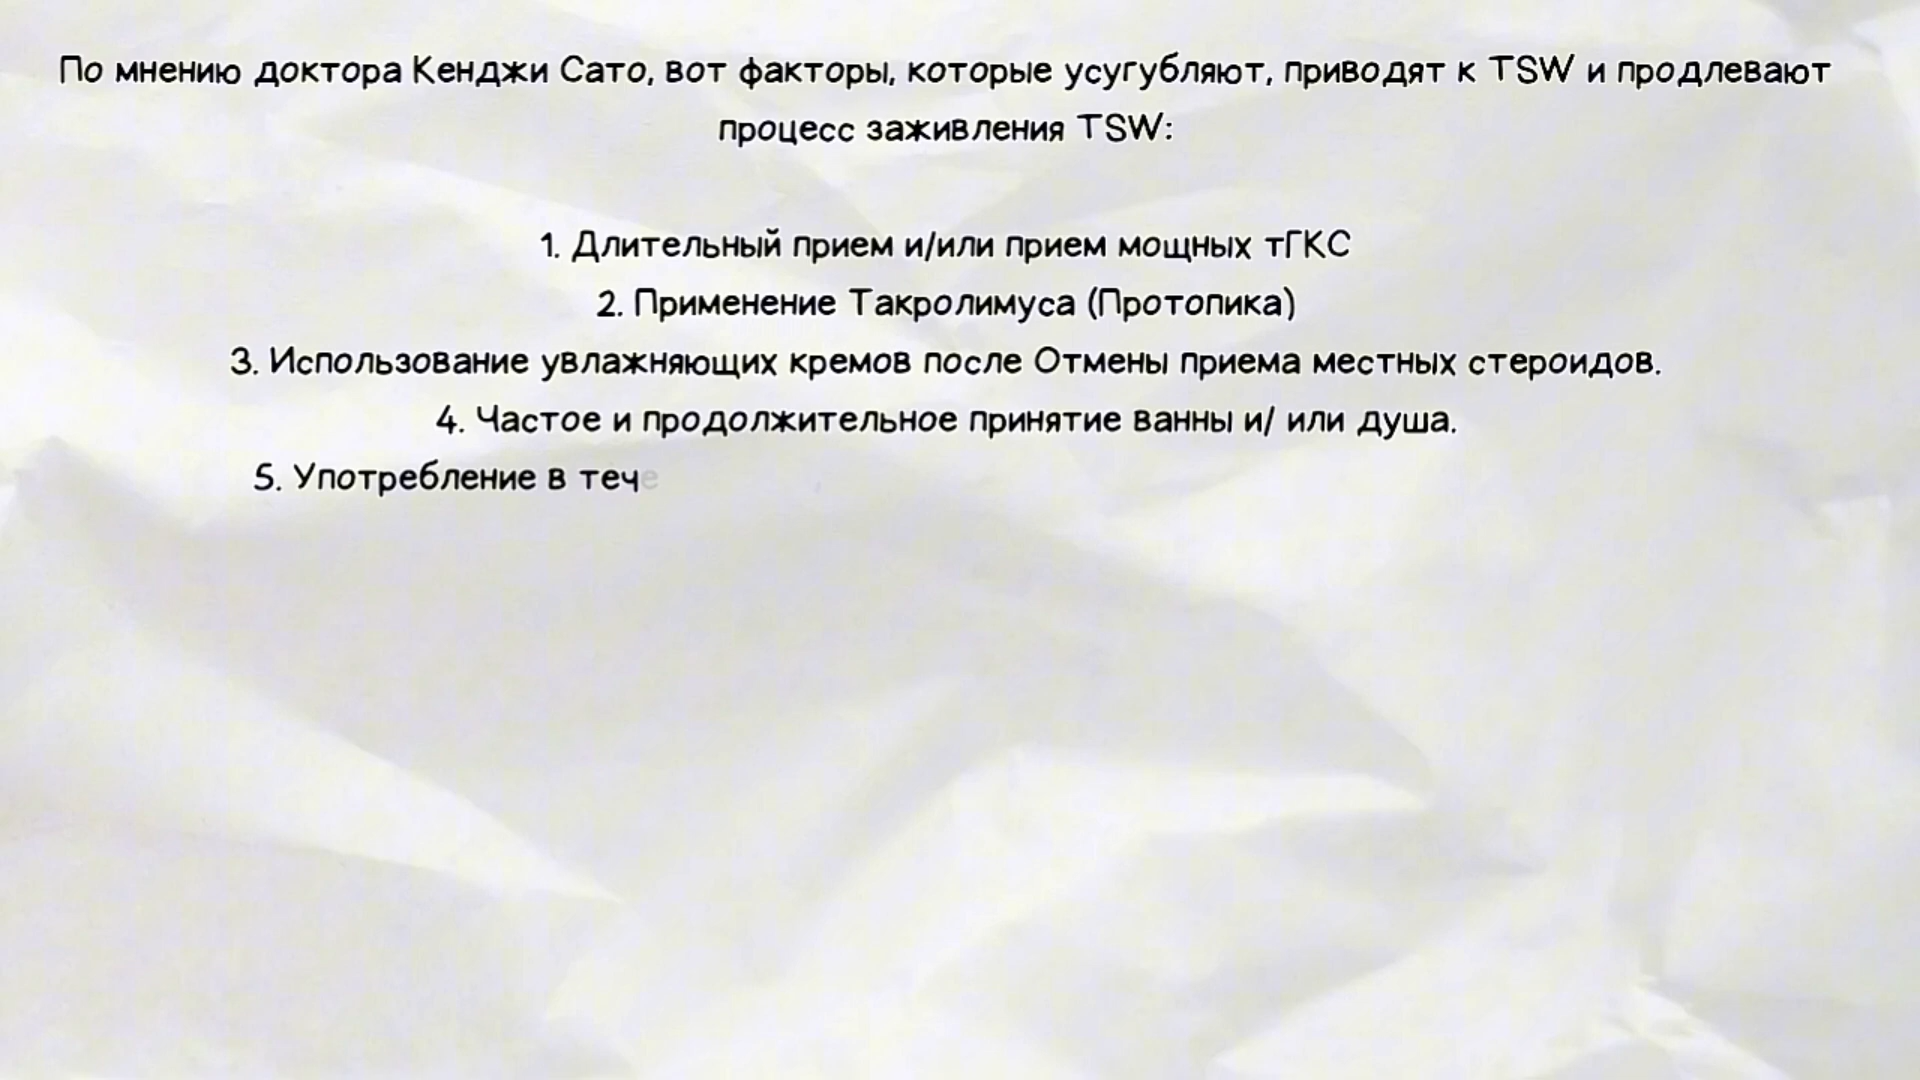 По мнению доктора Кенджи Сато, вот факторы, которые усугубляют, приводят к TSW и продлевают
процесс заживления TSW:
1. Длительный прием и/или прием мощных тГКС
2. Применение Такролимуса (Протопика)
3. Использование увлажняющих кремов после Отмены приема местных стероидов.
4. Частое и продолжительное принятие ванны и/ или душа.
5. Употребление в тече